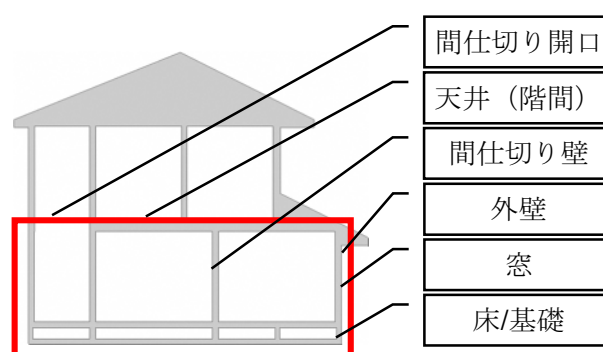 間仕切り開口
天井（階間）
間仕切り壁
外壁
窓
床/基礎